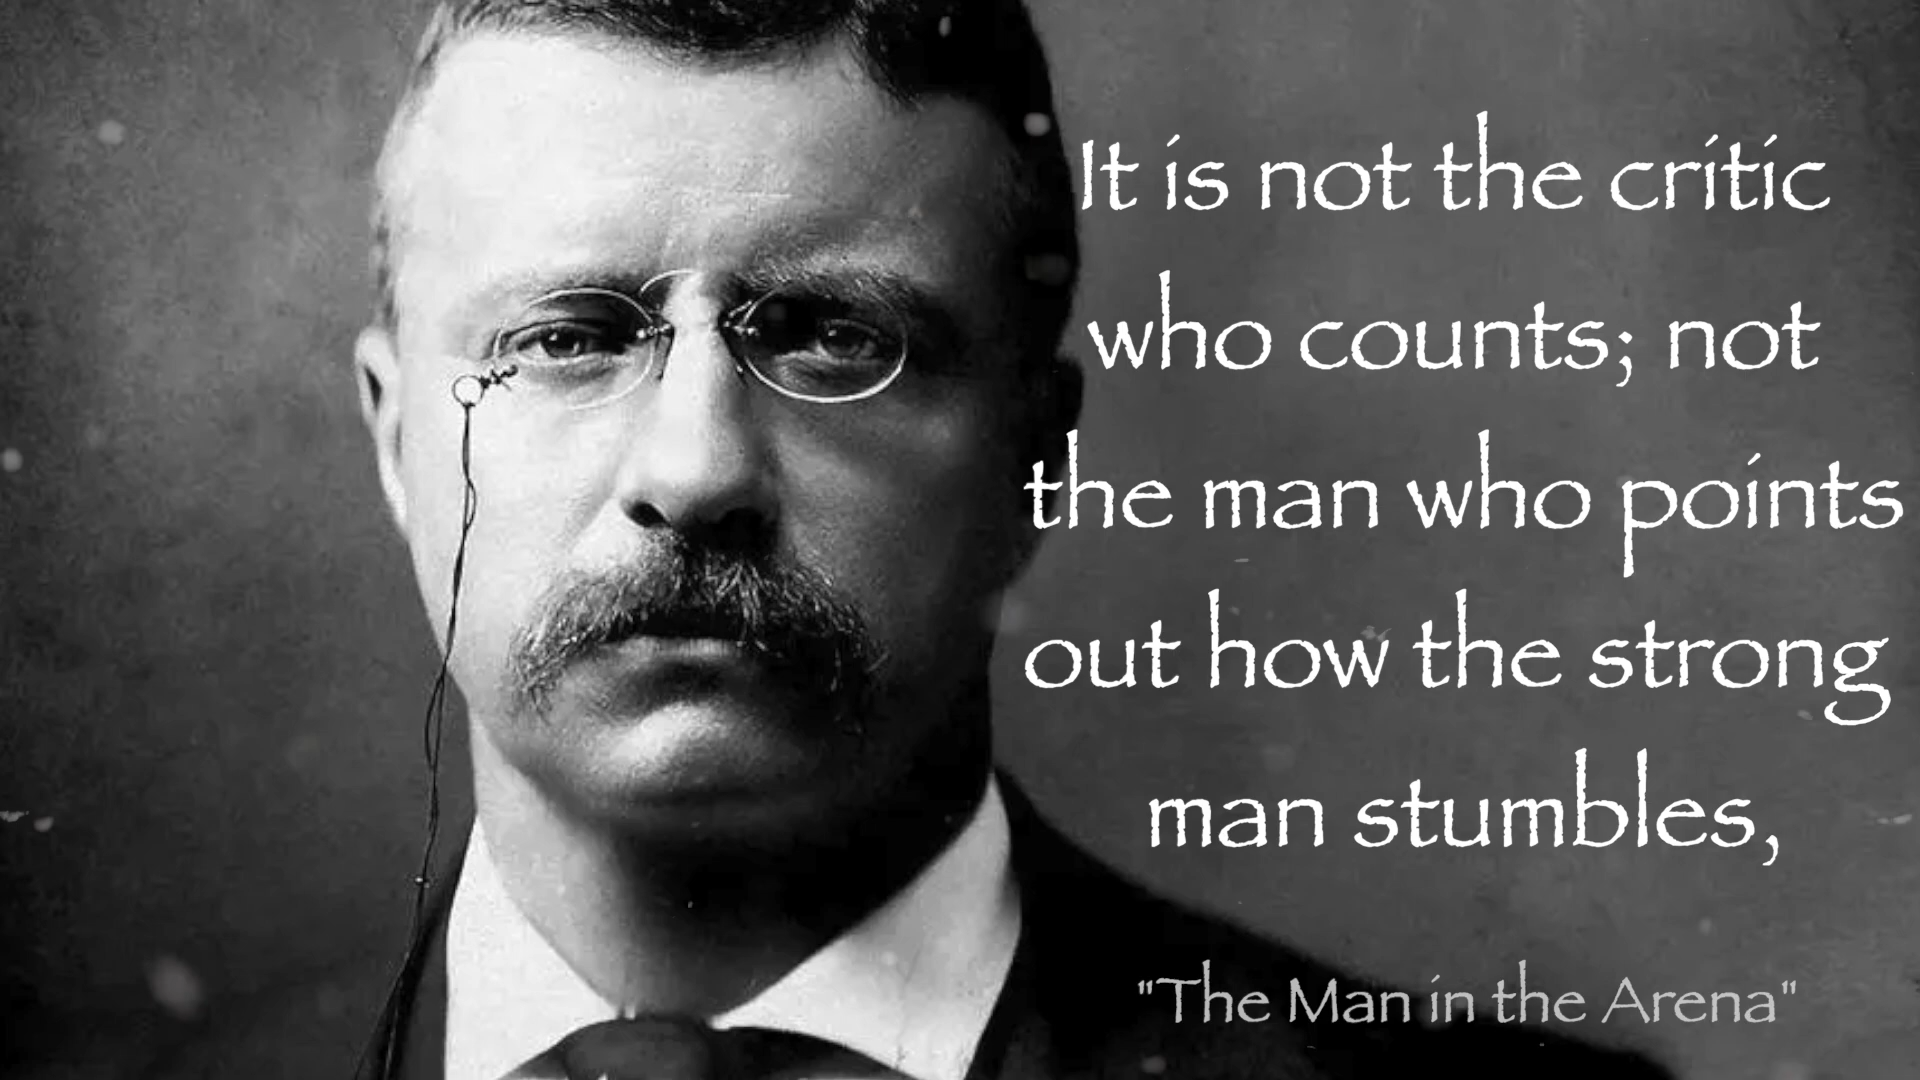 It is not the critic
who counts; not
the man who points
out how the strong
man stumbles,
"The Man in the Arena"